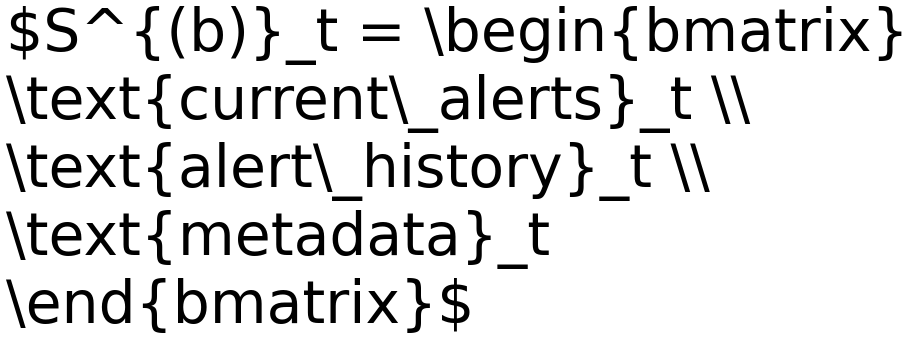 $S^{(b)}_t = \begin{bmatrix}
\text{current\_alerts}_t \\
\text{alert\_history}_t \\
\text{metadata}_t
\end{bmatrix}$